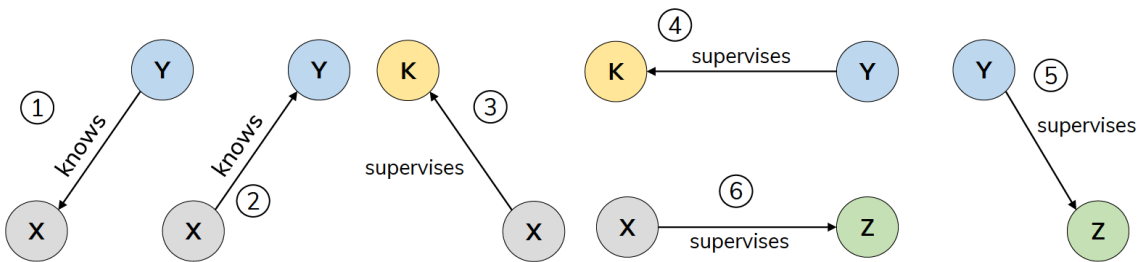 Y
1
knows
X
Y
knows
2
X
K
3
supervises
X
K
4
supervises
Y
X
6
supervises
Z
Y
5
supervises
Z